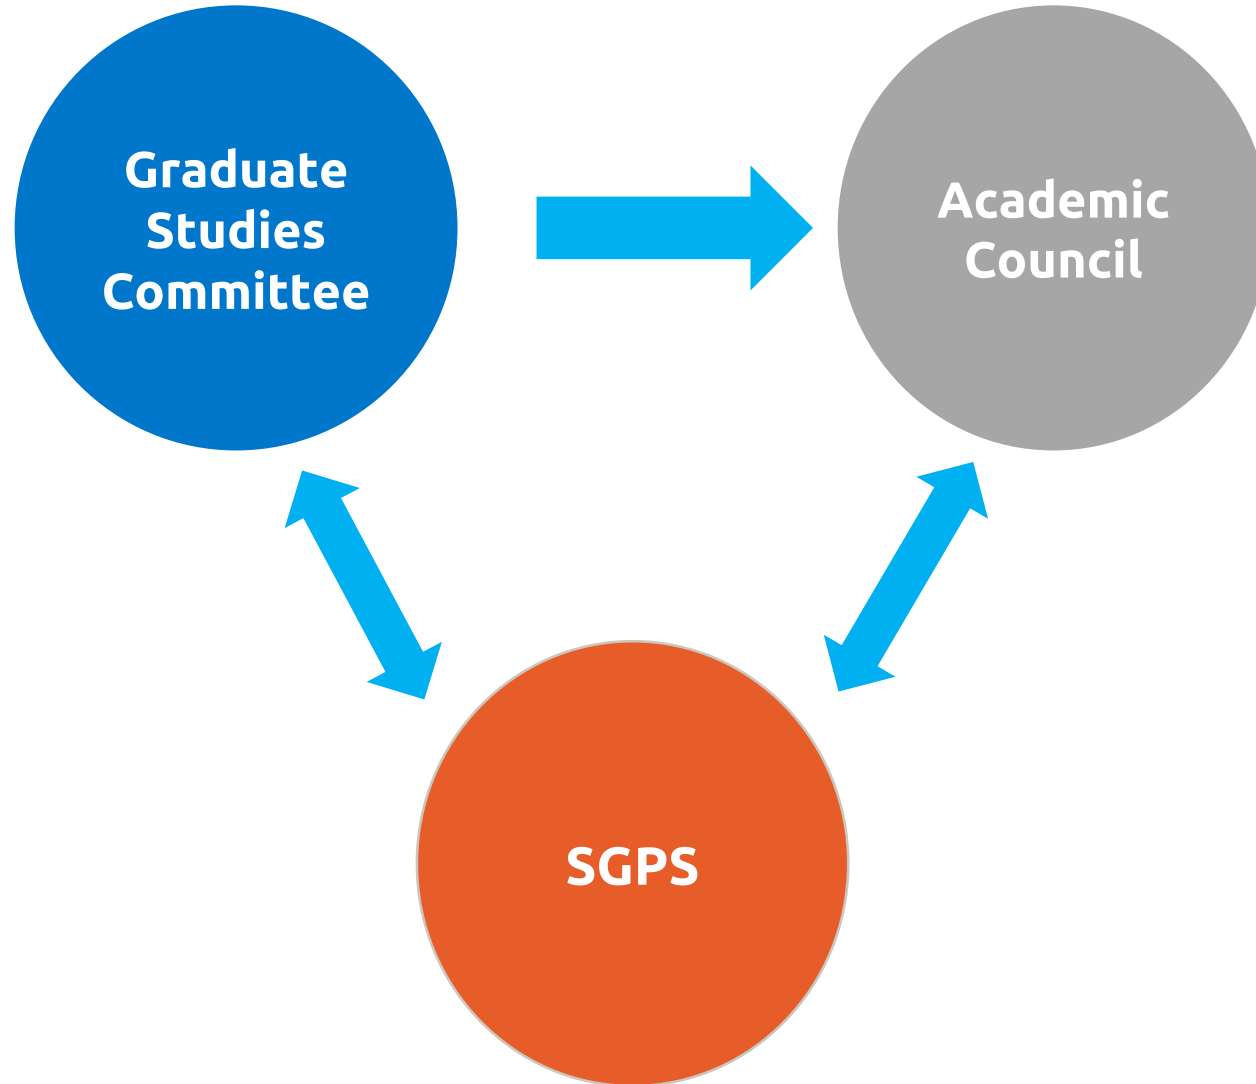 Graduate
Studies
Committee
Academic
Council
SGPS